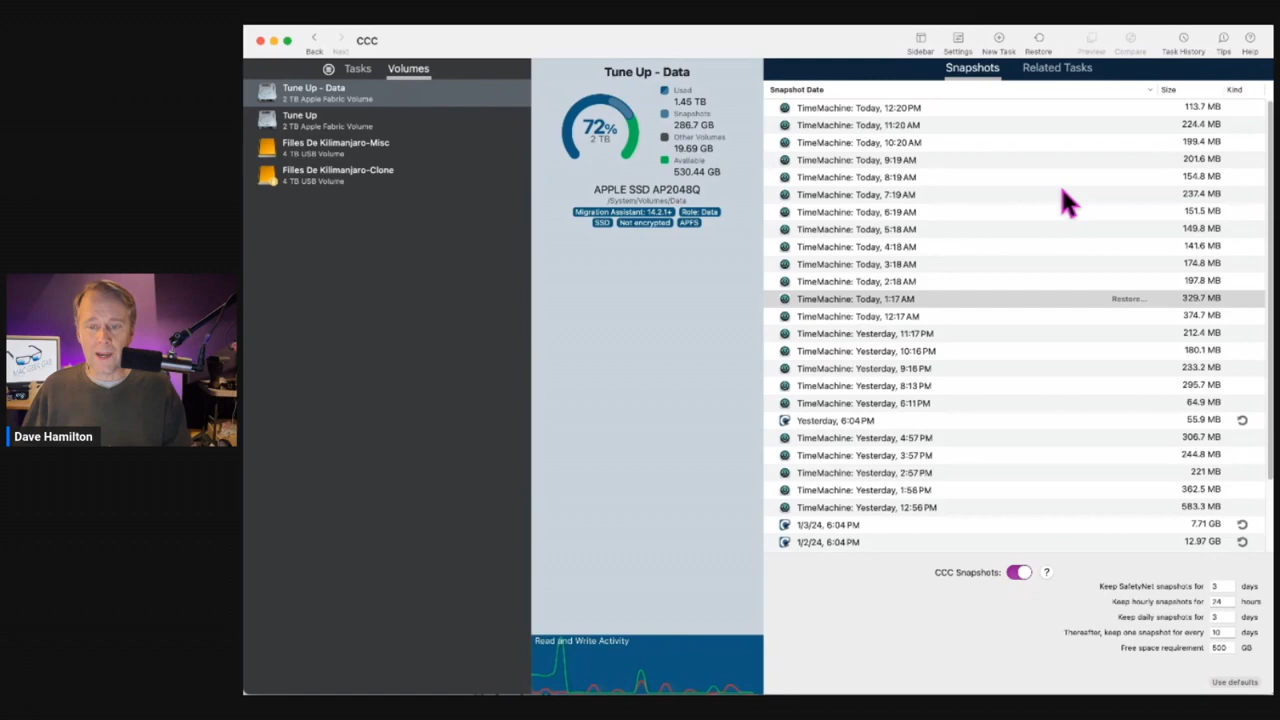 Back
Next
CCC
Sidebar
Settings
New Task
Restore
Preview
Compare
Task History
Tips
Help
Tasks
Volumes
Tune Up - Data
2 TB Apple Fabric Volume
Tune Up
2 TB Apple Fabric Volume
Filles De Kilimanjaro-Misc
4 TB USB Volume
Filles De Kilimanjaro-Clone
4 TB USB Volume
Tune Up - Data
72%
2 TB
Used
1.45 TB
Snapshots
286.7 GB
Other Volumes
19.69 GB
Available
530.44 GB
APPLE SSD AP2048Q
/System/Volumes/Data
Migration Assistant: 14.2.1+ Role: Data
SSD Not encrypted APFS
Read and Write Activity
Snapshots
Related Tasks
Snapshot Date Size Kind
TimeMachine: Today, 12:20 PM 113.7 MB
TimeMachine: Today, 11:20 AM 224.4 MB
TimeMachine: Today, 10:20 AM 199.4 MB
TimeMachine: Today, 9:19 AM 201.6 MB
TimeMachine: Today, 8:19 AM 154.8 MB
TimeMachine: Today, 7:19 AM 237.4 MB
TimeMachine: Today, 6:19 AM 151.5 MB
TimeMachine: Today, 5:18 AM 149.8 MB
TimeMachine: Today, 4:18 AM 141.6 MB
TimeMachine: Today, 3:18 AM 174.8 MB
TimeMachine: Today, 2:18 AM 197.8 MB
TimeMachine: Today, 1:17 AM Restore... 329.7 MB
TimeMachine: Today, 12:17 AM 374.7 MB
TimeMachine: Yesterday, 11:17 PM 212.4 MB
TimeMachine: Yesterday, 10:16 PM 180.1 MB
TimeMachine: Yesterday, 9:16 PM 233.2 MB
TimeMachine: Yesterday, 8:13 PM 295.7 MB
TimeMachine: Yesterday, 6:11 PM 64.9 MB
Yesterday, 6:04 PM 55.9 MB
TimeMachine: Yesterday, 4:57 PM 306.7 MB
TimeMachine: Yesterday, 3:57 PM 244.8 MB
TimeMachine: Yesterday, 2:57 PM 221 MB
TimeMachine: Yesterday, 1:56 PM 362.5 MB
TimeMachine: Yesterday, 12:56 PM 583.3 MB
1/3/24, 6:04 PM 7.71 GB
1/2/24, 6:04 PM 12.97 GB
CCC Snapshots: ?
Keep SafetyNet snapshots for 3 days
Keep hourly snapshots for 24 hours
Keep daily snapshots for 3 days
Thereafter, keep one snapshot for every 10 days
Free space requirement 500 GB
Use defaults
MAC GEEK GAB
Dave Hamilton